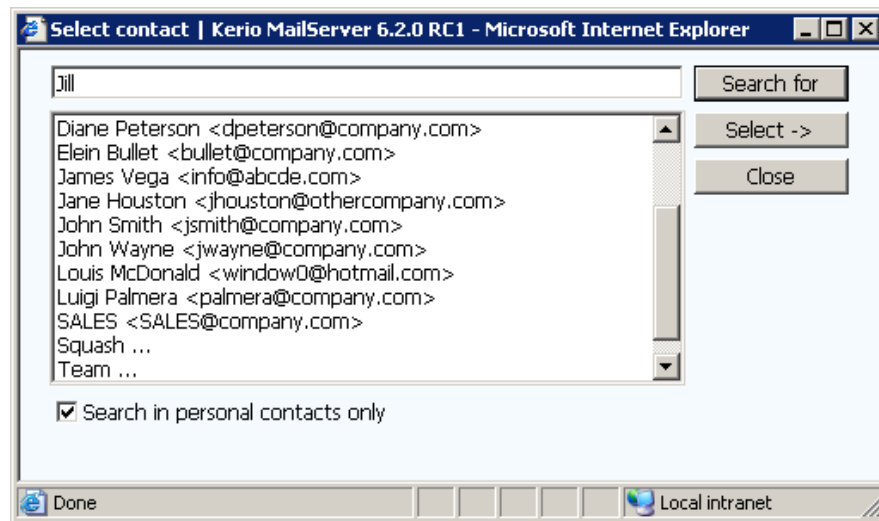 Select contact | Kerio MailServer 6.2.0 RC1 - Microsoft Internet Explorer
Jill
Search for
Diane Peterson <dpeterson@company.com>
Select ->
Elein Bullet <bullet@company.com>
James Vega <info@abcde.com>
Close
Jane Houston <jhouston@othercompany.com>
John Smith <jsmith@company.com>
John Wayne <jwayne@company.com>
Louis McDonald <window0@hotmail.com>
Luigi Palmera <palmera@company.com>
SALES <SALES@company.com>
Squash ...
Team ...
Search in personal contacts only
Done
Local intranet